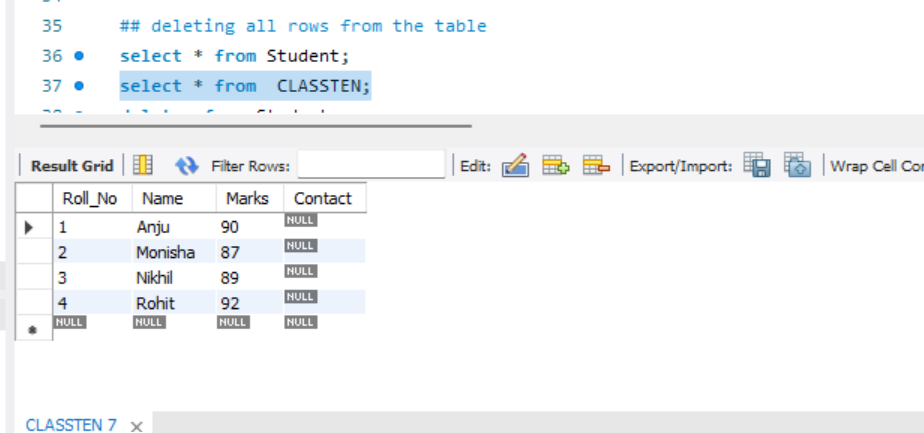 35 ## deleting all rows from the table
36 select * from Student;
37 select * from CLASSTEN;
Result Grid Filter Rows: Edit: Export/Import: Wrap Cell Co
Roll_No Name Marks Contact
1 Anju 90 NULL
2 Monisha 87 NULL
3 Nikhil 89 NULL
4 Rohit 92 NULL
NULL NULL NULL NULL
CLASSTEN 7